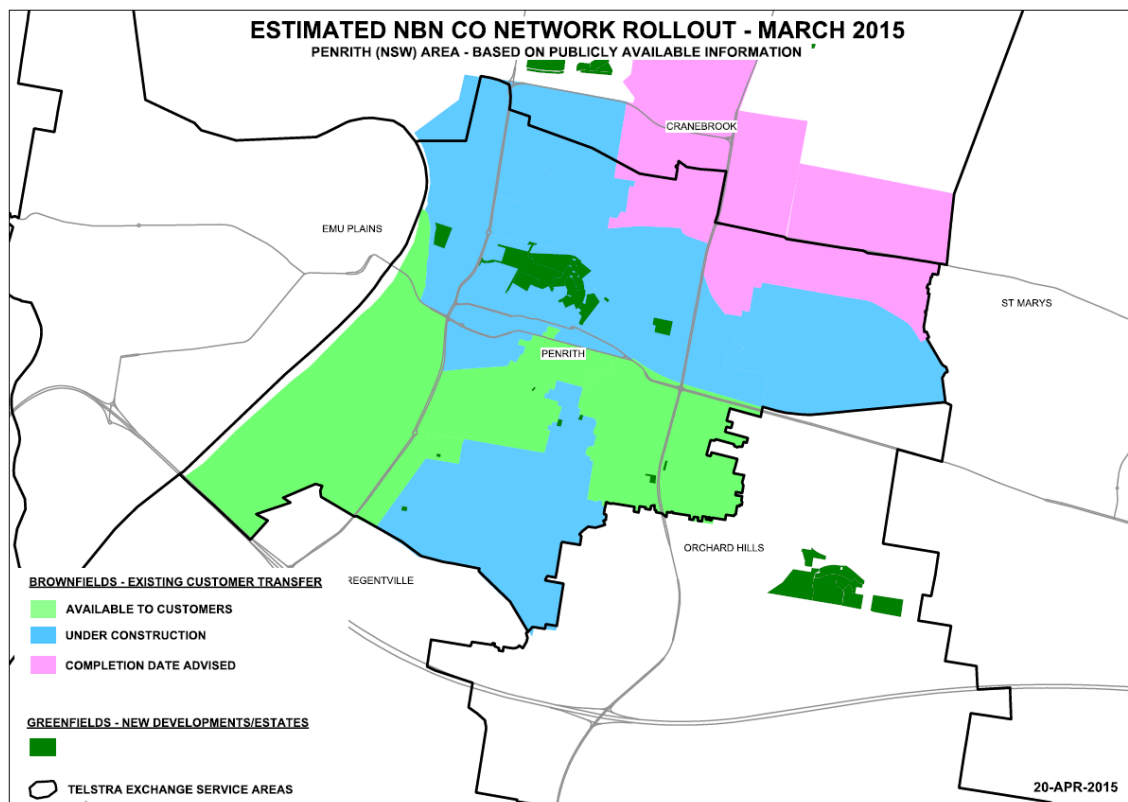 ESTIMATED NBN CO NETWORK ROLLOUT - MARCH 2015
PENRITH (NSW) AREA - BASED ON PUBLICLY AVAILABLE INFORMATION
CRANEBROOK
EMU PLAINS
ST MARYS
PENRITH
ORCHARD HILLS
REGENTVILLE
BROWNFIELDS - EXISTING CUSTOMER TRANSFER
AVAILABLE TO CUSTOMERS
UNDER CONSTRUCTION
COMPLETION DATE ADVISED
GREENFIELDS - NEW DEVELOPMENTS/ESTATES
TELSTRA EXCHANGE SERVICE AREAS
20-APR-2015